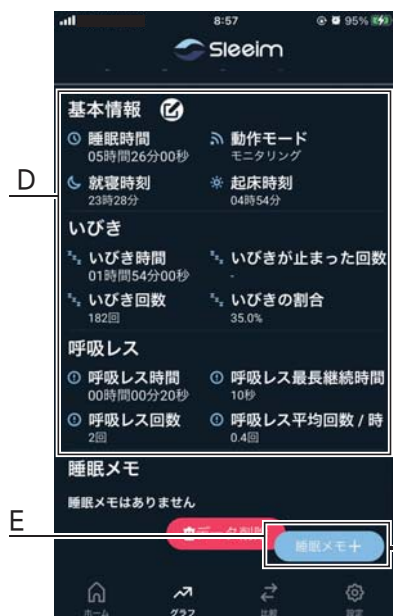 8:57
95%
Sleeim
基本情報
睡眠時間 動作モード
05時間26分00秒 モニタリング
就寝時刻 起床時刻
23時28分 04時54分
D
いびき
いびき時間 いびきが止まった回数
01時間54分00秒 -
いびき回数 いびきの割合
182回 35.0%
呼吸レス
呼吸レス時間 呼吸レス最長継続時間
00時間00分20秒 10秒
呼吸レス回数 呼吸レス平均回数 / 時
2回 0.4回
睡眠メモ
睡眠メモはありません
E
データ削除
睡眠メモ+
ホーム グラフ 比較 設定